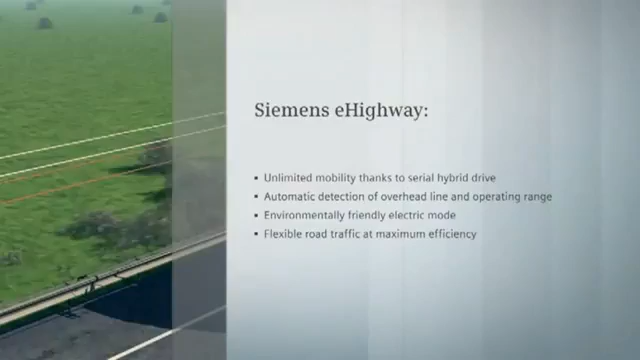 Siemens eHighway:
▪ Unlimited mobility thanks to serial hybrid drive
▪ Automatic detection of overhead line and operating range
▪ Environmentally friendly electric mode
▪ Flexible road traffic at maximum efficiency